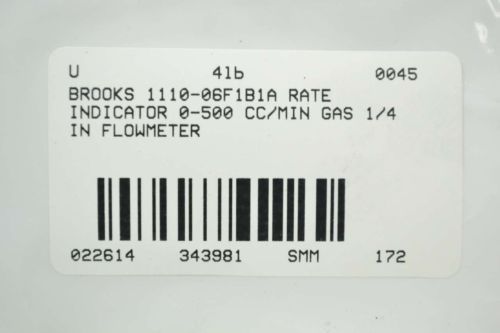 U 4lb 0045
BROOKS 1110-06F1B1A RATE
INDICATOR 0-500 CC/MIN GAS 1/4
IN FLOWMETER
022614 343981 SMM 172